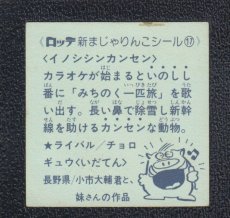 《ロッテ 新まじゃりんこシール⑰》
〈イノシシンカンセン〉
カラオケが始まるといのしし
番に「みちのく一匹旅」を歌
い出す。長い鼻で除雪し新幹
線を助けるカンセンな動物。
★ライバル/チョロ
ギュウ〈いだてん〉
長野県/小市大輔君と、
妹さんの作品